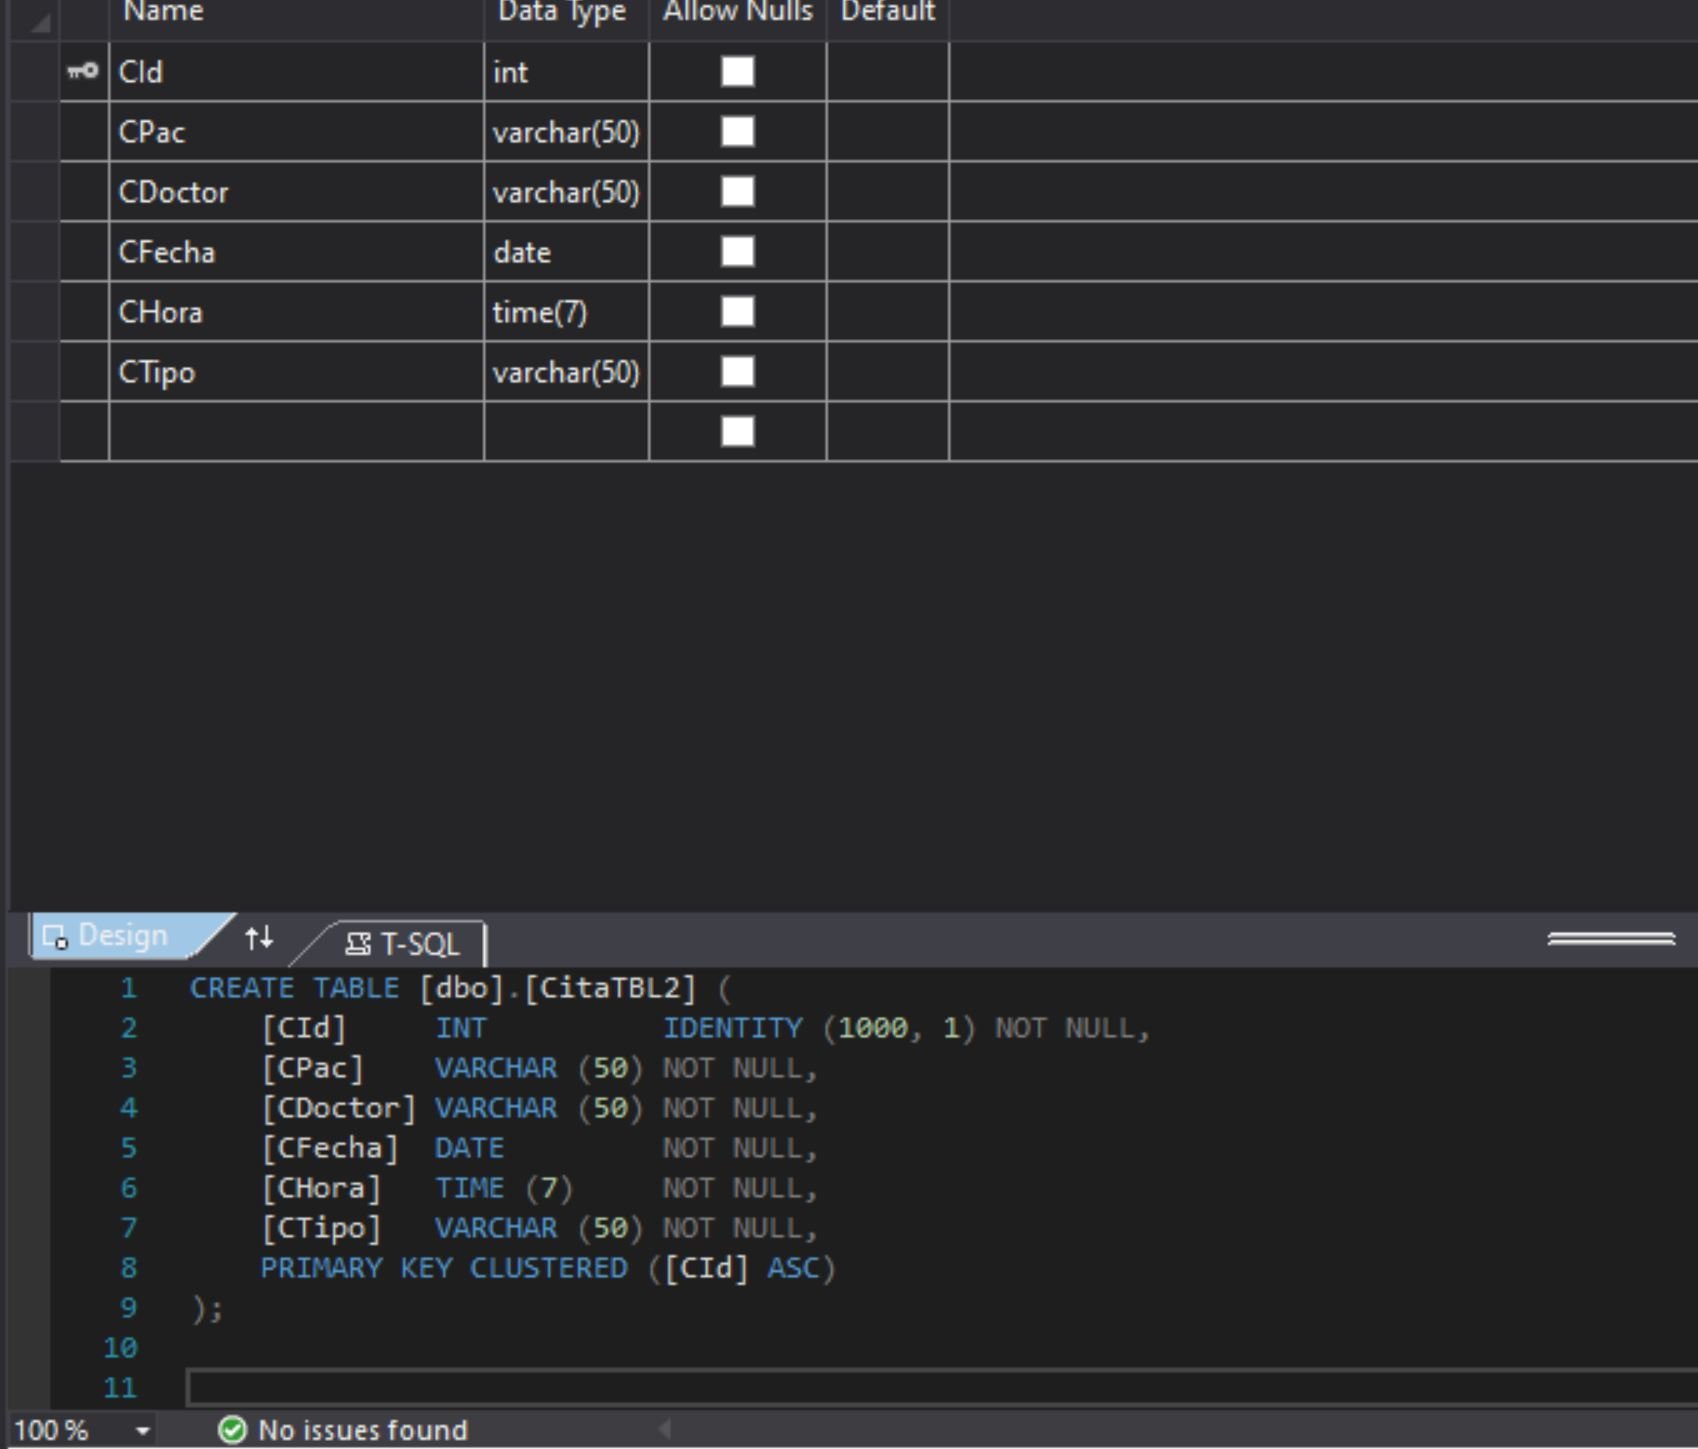 Name Data Type Allow Nulls Default
CId int
CPac varchar(50)
CDoctor varchar(50)
CFecha date
CHora time(7)
CTipo varchar(50)
Design T-SQL
1 CREATE TABLE [dbo].[CitaTBL2] (
2 [CId] INT IDENTITY (1000, 1) NOT NULL,
3 [CPac] VARCHAR (50) NOT NULL,
4 [CDoctor] VARCHAR (50) NOT NULL,
5 [CFecha] DATE NOT NULL,
6 [CHora] TIME (7) NOT NULL,
7 [CTipo] VARCHAR (50) NOT NULL,
8 PRIMARY KEY CLUSTERED ([CId] ASC)
9 );
10
11
100 % No issues found